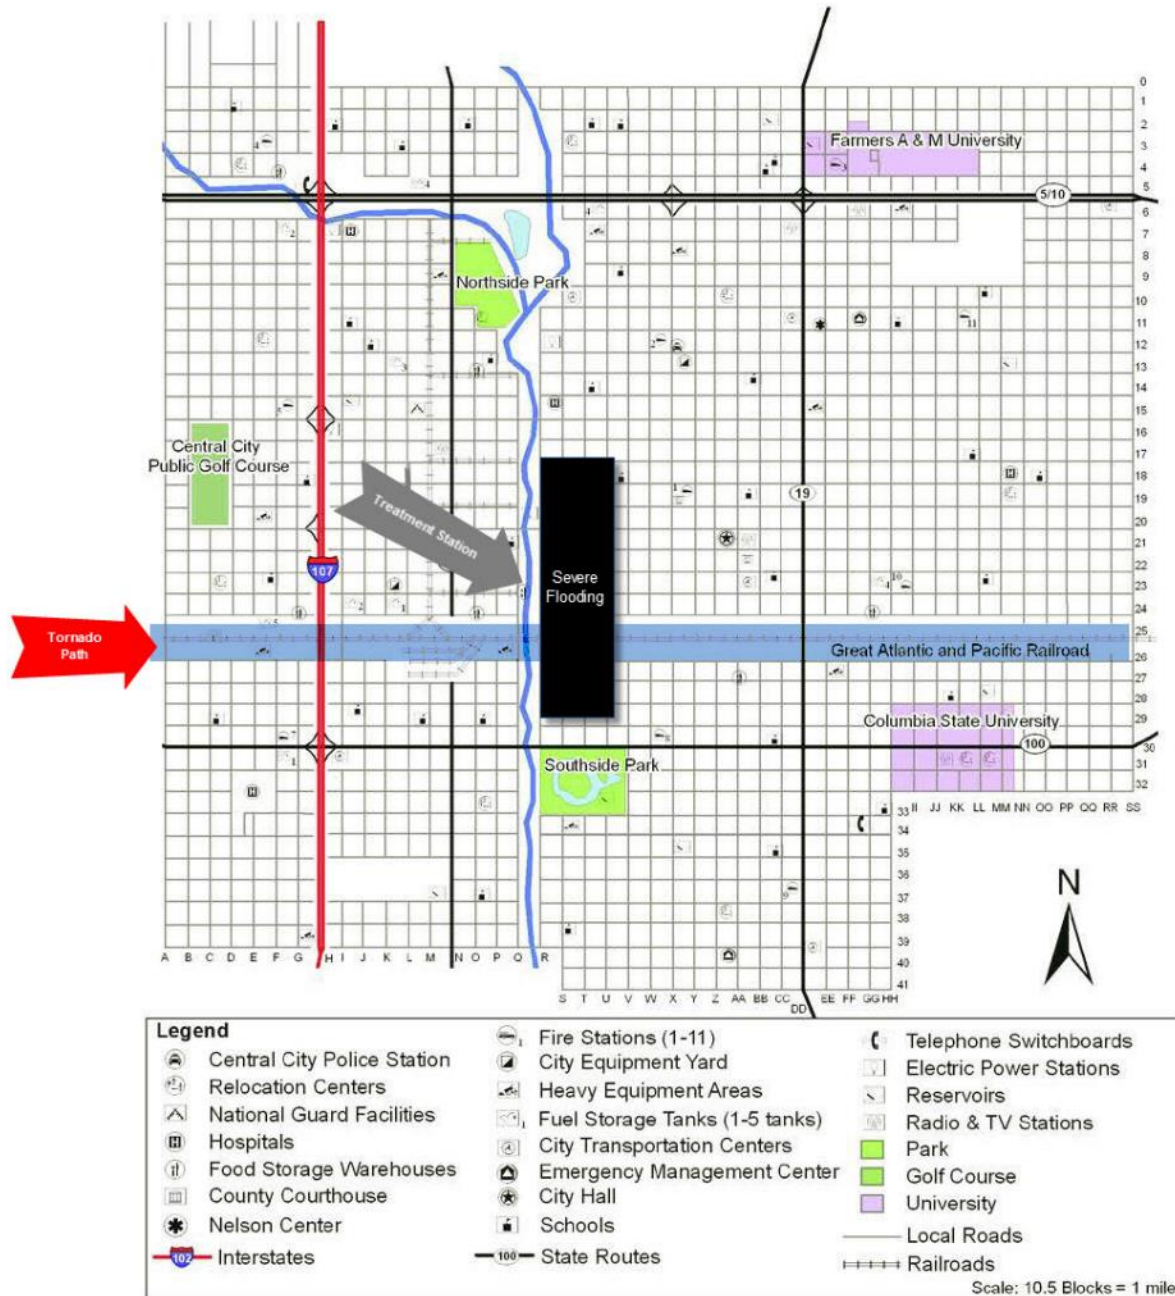 0
1
2
3
4
5
6
7
8
9
10
11
12
13
14
15
16
17
18
19
20
21
22
23
24
25
26
27
28
29
30
31
32
Farmers A & M University
5/10
Northside Park
Central City
Public Golf Course
Treatment Station
19
107
Severe
Flooding
Tornado
Path
Great Atlantic and Pacific Railroad
Columbia State University
100
Southside Park
II JJ KK LL MM NN OO PP QQ RR SS
33
34
35
36
37
38
39
40
41
N
A B C D E F G H I J K L M N O P Q R
S T U V W X Y Z AA BB CC DD EE FF GG HH
Legend
Central City Police Station
Relocation Centers
National Guard Facilities
Hospitals
Food Storage Warehouses
County Courthouse
Nelson Center
102 Interstates
Fire Stations (1-11)
City Equipment Yard
Heavy Equipment Areas
Fuel Storage Tanks (1-5 tanks)
City Transportation Centers
Emergency Management Center
City Hall
Schools
100 State Routes
Telephone Switchboards
Electric Power Stations
Reservoirs
Radio & TV Stations
Park
Golf Course
University
Local Roads
Railroads
Scale: 10.5 Blocks = 1 mile